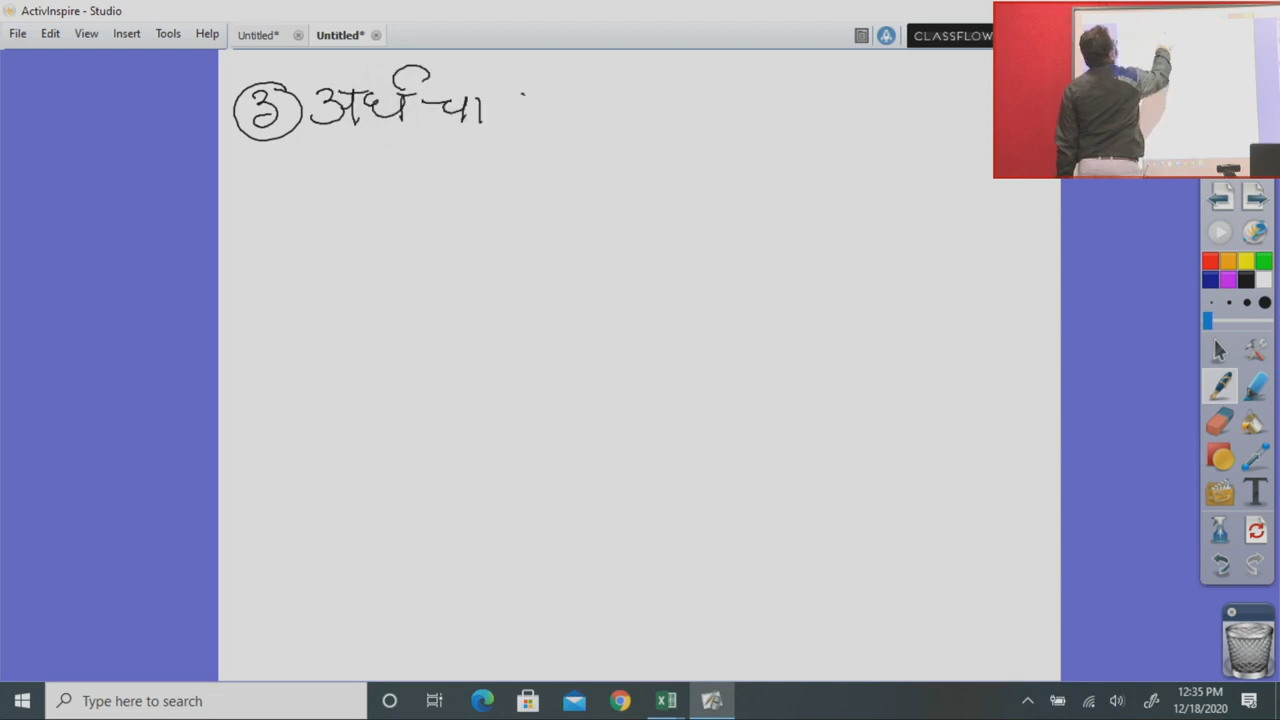 ActivInspire - Studio
File Edit View Insert Tools Help Untitled* Untitled* CLASSFLOW
③
T
Type here to search
12:35 PM
12/18/2020